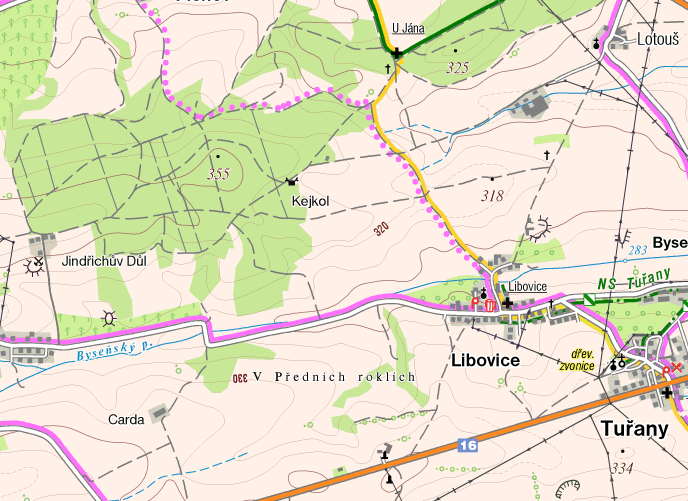 U Jána
Lotouš
325
355
Kejkol
318
320
283
Byse
Jindřichův Důl
NS Tuřany
Libovice
Byseňský p.
Libovice
dřev.
zvonice
330
V Předních roklích
Carda
Tuřany
16
334